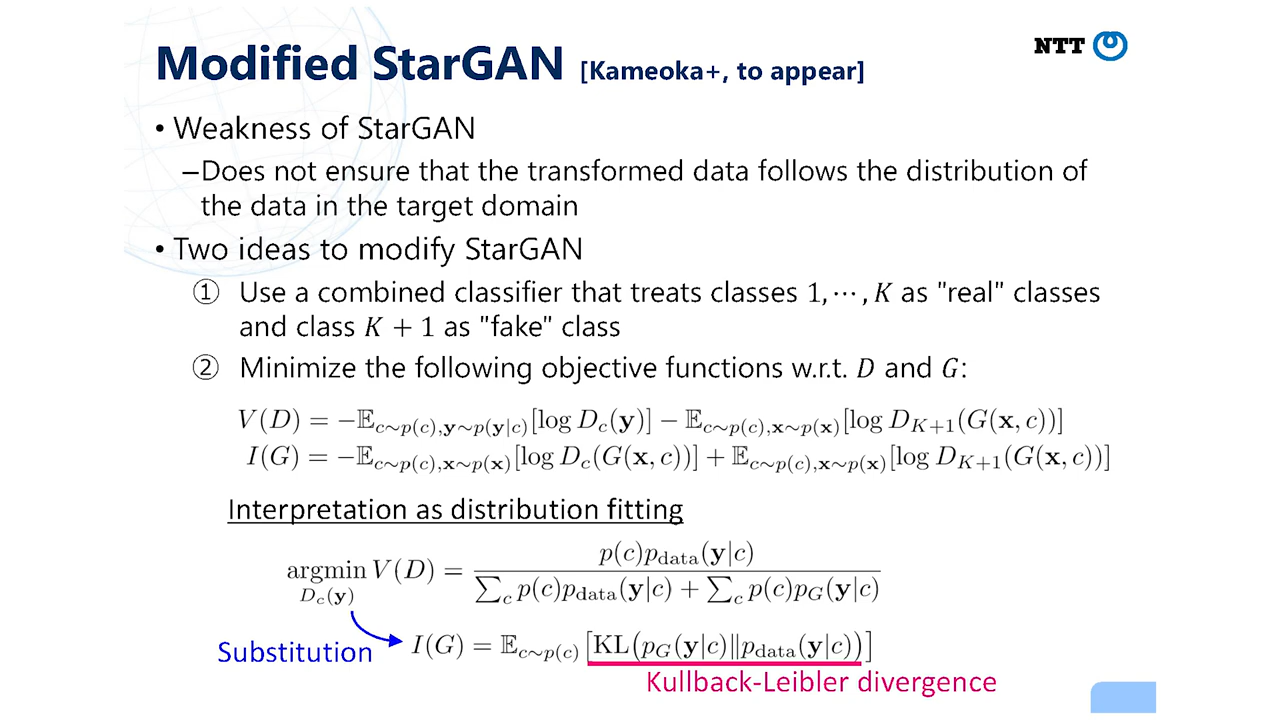 Modified StarGAN [Kameoka+, to appear]
NTT
• Weakness of StarGAN
–Does not ensure that the transformed data follows the distribution of
the data in the target domain
• Two ideas to modify StarGAN
① Use a combined classifier that treats classes 1, ⋯ , K as "real" classes
and class K + 1 as "fake" class
② Minimize the following objective functions w.r.t. D and G:
V(D) = −𝔼_{c∼p(c),y∼p(y|c)}[log D_c(y)] − 𝔼_{c∼p(c),x∼p(x)}[log D_{K+1}(G(x, c))]
I(G) = −𝔼_{c∼p(c),x∼p(x)}[log D_c(G(x, c))] + 𝔼_{c∼p(c),x∼p(x)}[log D_{K+1}(G(x, c))]
Interpretation as distribution fitting
argmin_{D_c(y)} V(D) = p(c)p_data(y|c) / (∑_c p(c)p_data(y|c) + ∑_c p(c)p_G(y|c))
Substitution
I(G) = 𝔼_{c∼p(c)}[KL(p_G(y|c)∥p_data(y|c))]
Kullback-Leibler divergence